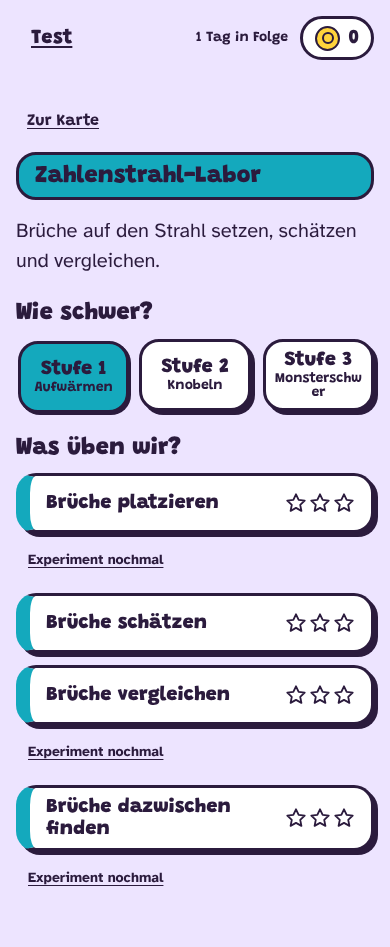 Test
1 Tag in Folge
0
Zur Karte
Zahlenstrahl-Labor
Brüche auf den Strahl setzen, schätzen
und vergleichen.
Wie schwer?
Stufe 1
Aufwärmen
Stufe 2
Knobeln
Stufe 3
Monsterschw
er
Was üben wir?
Brüche platzieren
Experiment nochmal
Brüche schätzen
Brüche vergleichen
Experiment nochmal
Brüche dazwischen
finden
Experiment nochmal